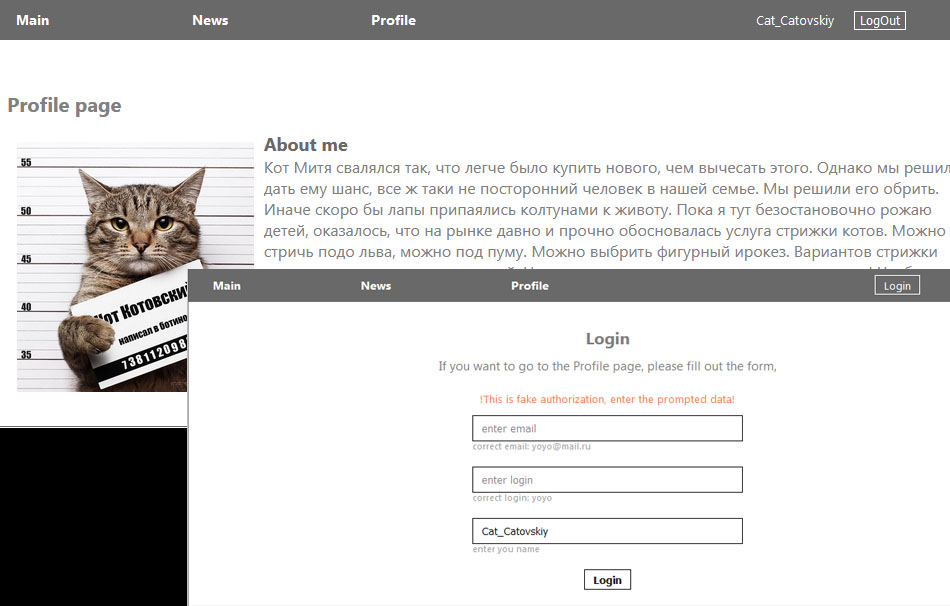 Main News Profile Cat_Catovskiy LogOut
Profile page
About me
Кот Митя свалялся так, что легче было купить нового, чем вычесать этого. Однако мы решил
дать ему шанс, все ж таки не посторонний человек в нашей семье. Мы решили его обрить.
Иначе скоро бы лапы припаялись колтунами к животу. Пока я тут безостановочно рожаю
детей, оказалось, что на рынке давно и прочно обосновалась услуга стрижки котов. Можно
стричь подо льва, можно под пуму. Можно выбрить фигурный ирокез. Вариантов стрижки
55
50
45
40
35
Кот Котовский
написал в ботино
738112098
Main News Profile Login
Login
If you want to go to the Profile page, please fill out the form,
!This is fake authorization, enter the prompted data!
enter email
correct email: yoyo@mail.ru
enter login
correct login: yoyo
Cat_Catovskiy
enter you name
Login